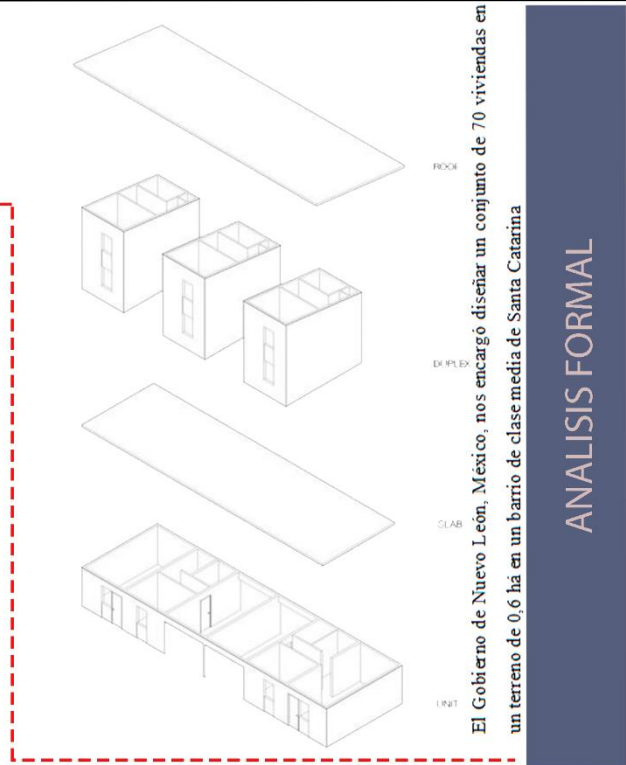 ANALISIS FORMAL
El Gobierno de Nuevo León, México, nos encargó diseñar un conjunto de 70 viviendas en
un terreno de 0,6 há en un barrio de clase media de Santa Catarina
ROOF
DUPLEX
SLAB
UNIT